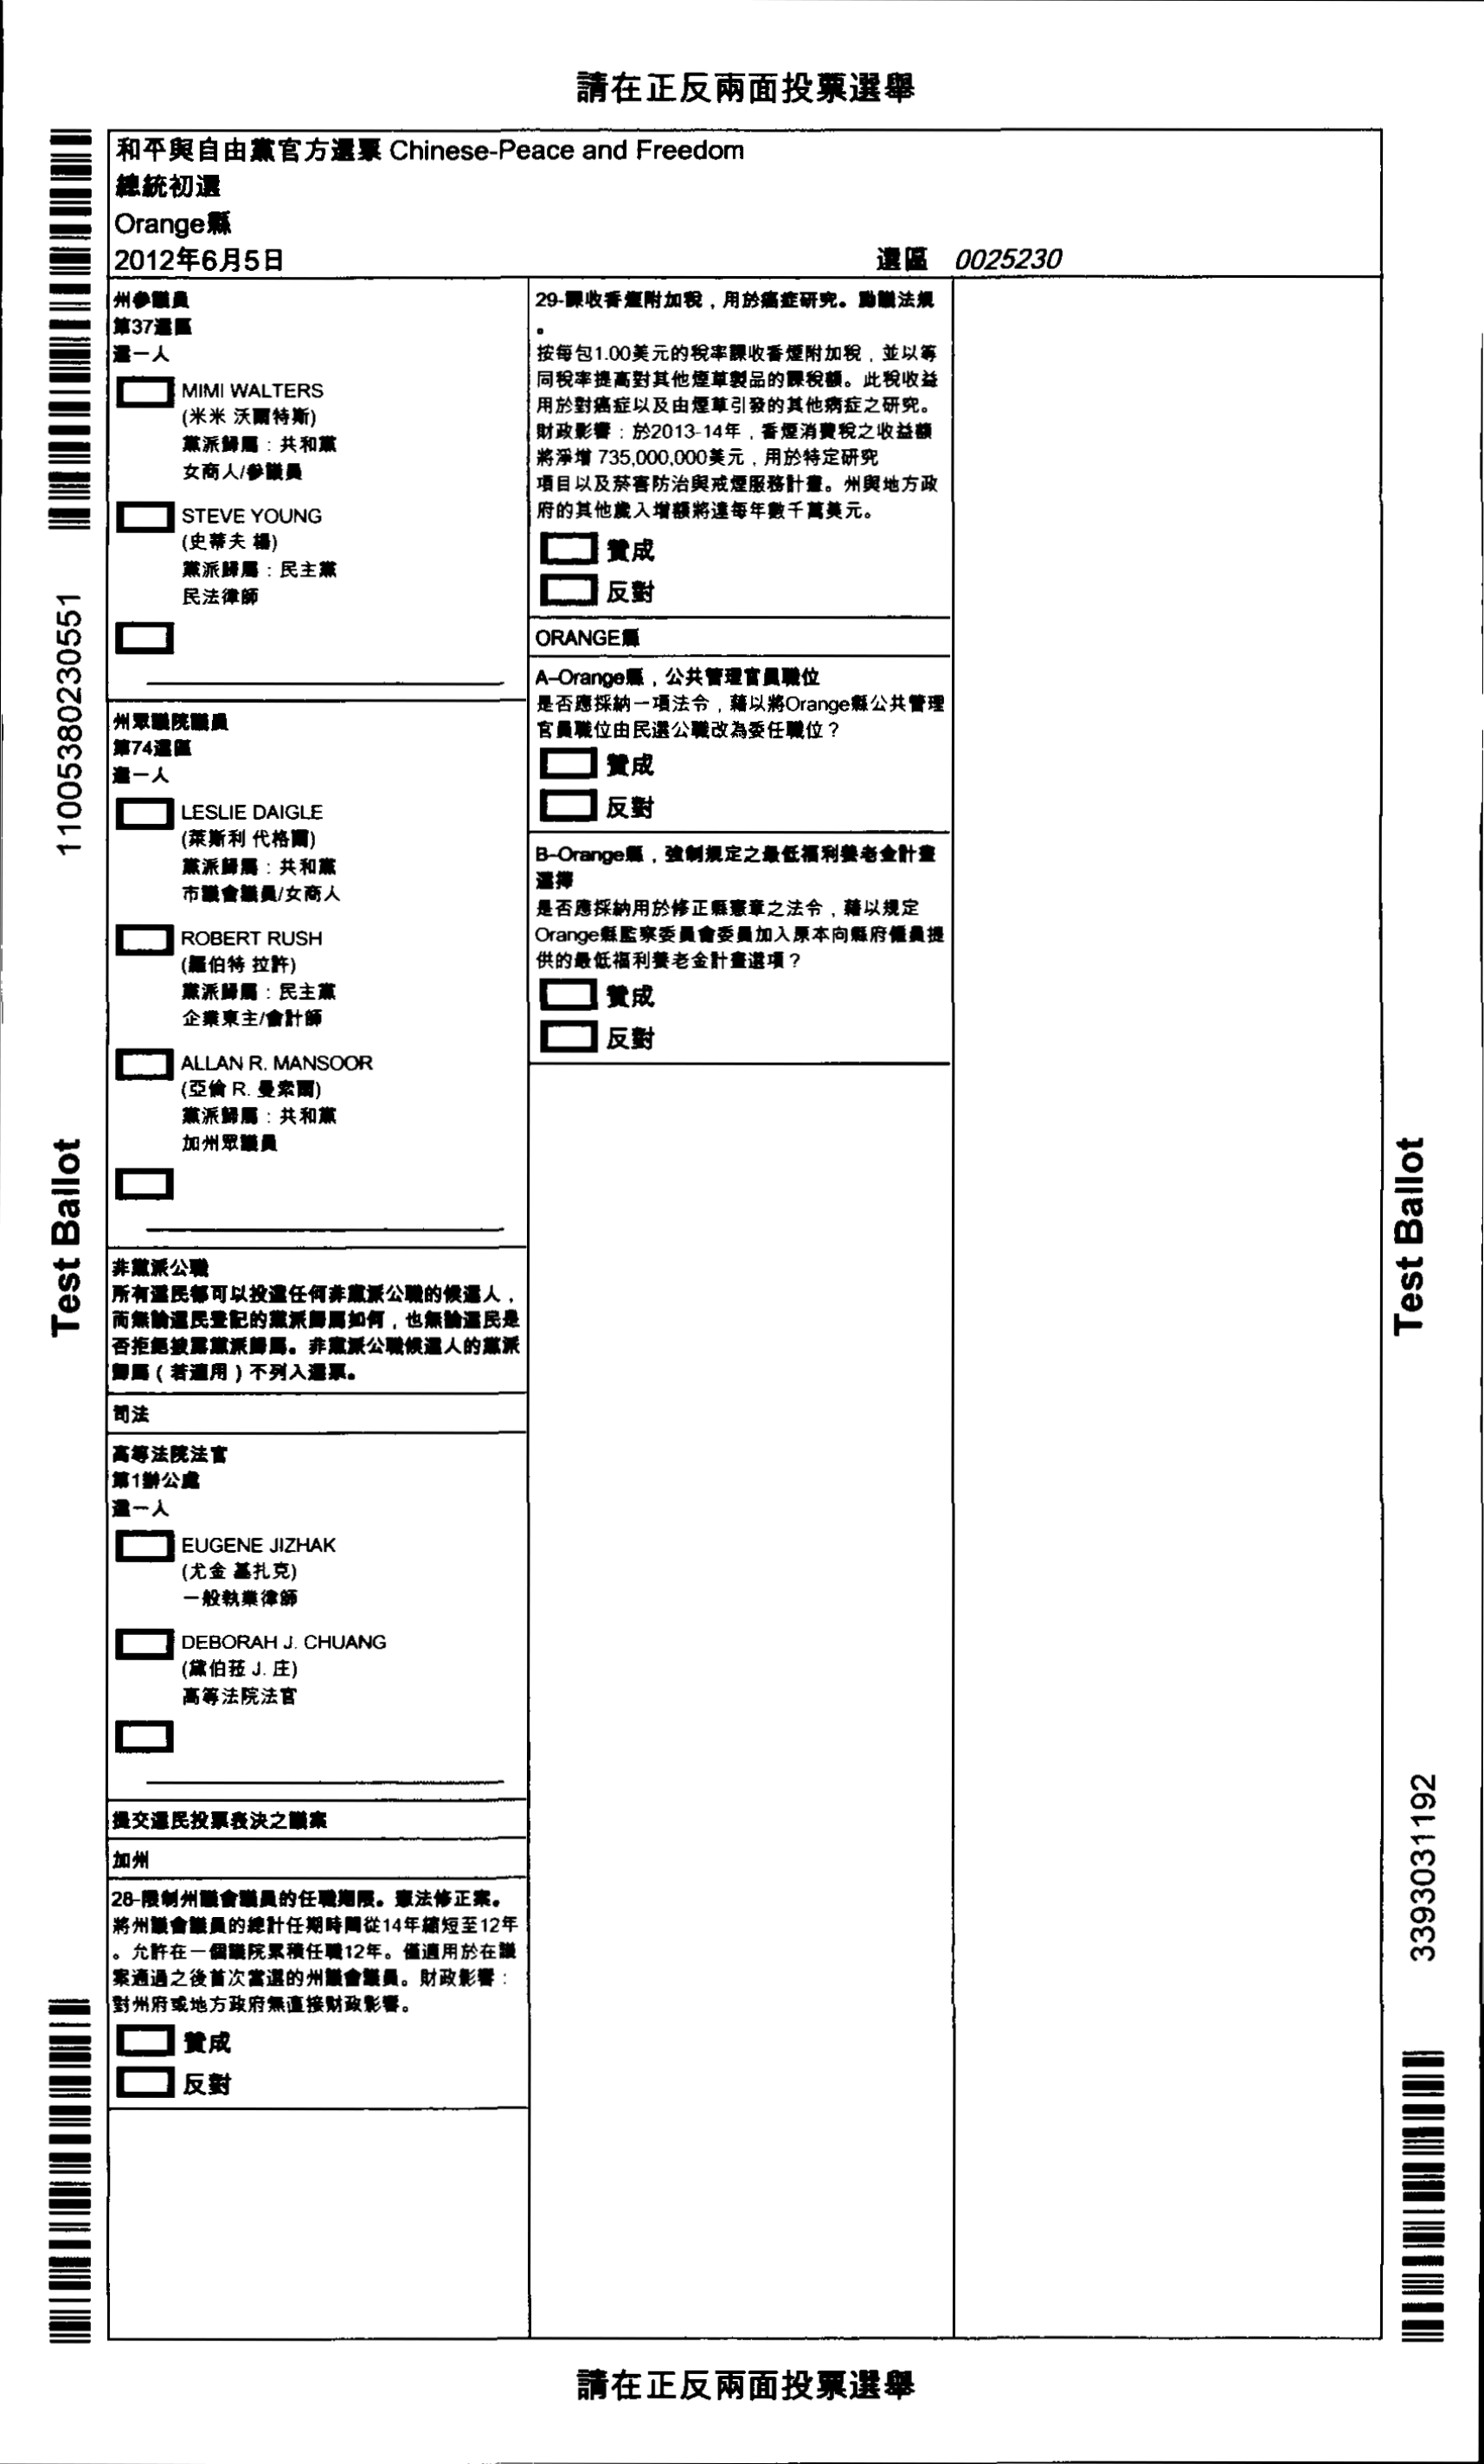 請在正反兩面投票選舉
和平與自由黨官方選票 Chinese-Peace and Freedom
總統初選
Orange縣
2012年6月5日
選區 0025230
州參議員
第37選區
選一人
MIMI WALTERS
(米米 沃爾特斯)
黨派歸屬：共和黨
女商人/參議員
STEVE YOUNG
(史蒂夫 楊)
黨派歸屬：民主黨
民法律師
州眾議院議員
第74選區
選一人
LESLIE DAIGLE
(萊斯利 代格爾)
黨派歸屬：共和黨
市議會議員/女商人
ROBERT RUSH
(羅伯特 拉許)
黨派歸屬：民主黨
企業東主/會計師
ALLAN R. MANSOOR
(亞倫 R. 曼索爾)
黨派歸屬：共和黨
加州眾議員
非黨派公職
所有選民都可以投選任何非黨派公職的候選人，
而無論選民登記的黨派歸屬如何，也無論選民是
否拒絕披露黨派歸屬。非黨派公職候選人的黨派
歸屬（若適用）不列入選票。
司法
高等法院法官
第1辦公處
選一人
EUGENE JIZHAK
(尤金 基扎克)
一般執業律師
DEBORAH J. CHUANG
(黛伯菈 J. 庄)
高等法院法官
提交選民投票表決之議案
加州
28-限制州議會議員的任職期限。憲法修正案。
將州議會議員的總計任期時間從14年縮短至12年
。允許在一個議院累積任職12年。僅適用於在議
案通過之後首次當選的州議會議員。財政影響：
對州府或地方政府無直接財政影響。
贊成
反對
29-課收香煙附加稅，用於癌症研究。動議法規
。
按每包1.00美元的稅率課收香煙附加稅，並以等
同稅率提高對其他煙草製品的課稅額。此稅收益
用於對癌症以及由煙草引發的其他病症之研究。
財政影響：於2013-14年，香煙消費稅之收益額
將淨增 735,000,000美元，用於特定研究
項目以及菸害防治與戒煙服務計畫。州與地方政
府的其他歲入增額將達每年數千萬美元。
贊成
反對
ORANGE縣
A–Orange縣，公共管理官員職位
是否應採納一項法令，藉以將Orange縣公共管理
官員職位由民選公職改為委任職位？
贊成
反對
B–Orange縣，強制規定之最低福利養老金計畫
選擇
是否應採納用於修正縣憲章之法令，藉以規定
Orange縣監察委員會委員加入原本向縣府僱員提
供的最低福利養老金計畫選項？
贊成
反對
11005380230551
Test Ballot
Test Ballot
3393031192
請在正反兩面投票選舉